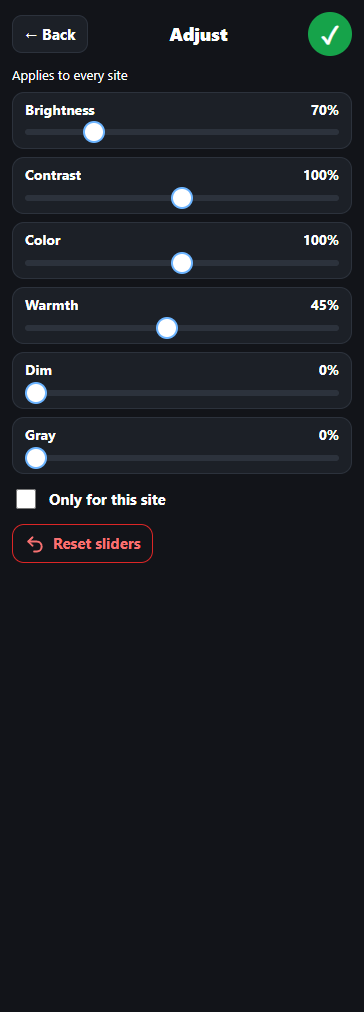 ← Back
Adjust
Applies to every site
Brightness 70%
Contrast 100%
Color 100%
Warmth 45%
Dim 0%
Gray 0%
Only for this site
Reset sliders